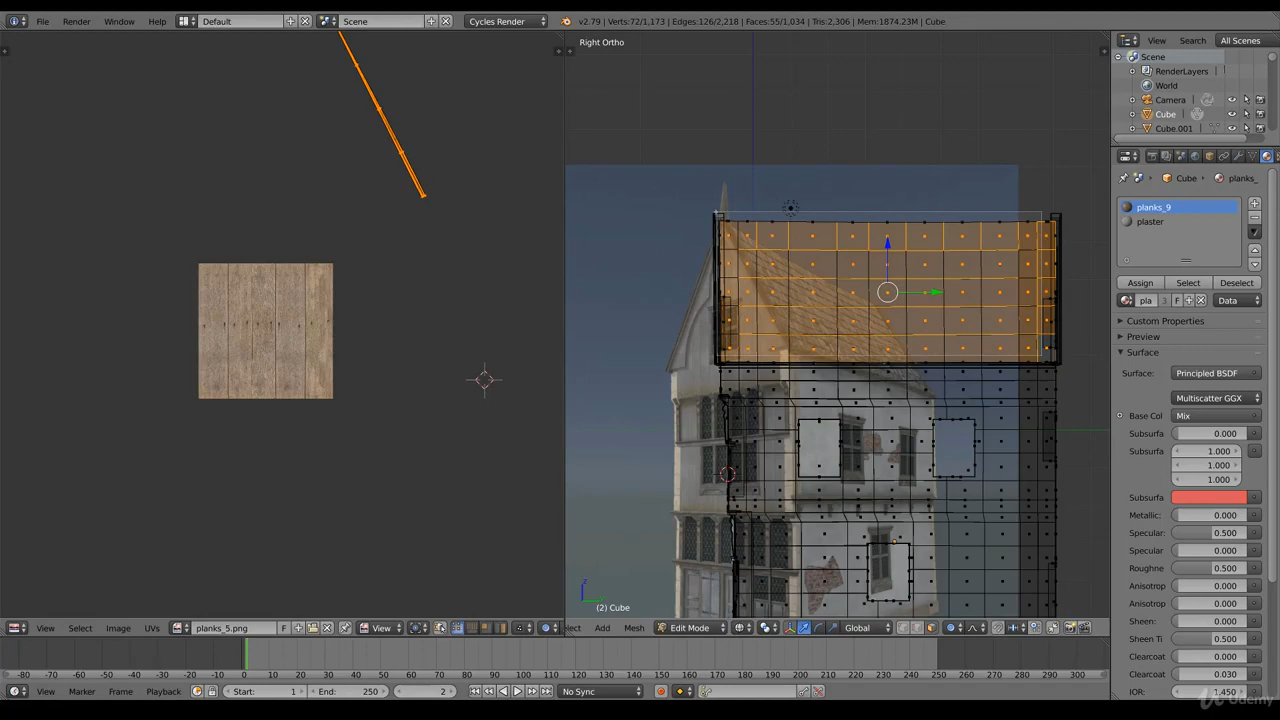 File Render Window Help Default Scene Cycles Render v2.79 | Verts:72/1,173 | Edges:126/2,218 | Faces:55/1,034 | Tris:2,306 | Mem:1874.23M | Cube
Right Ortho
View Search All Scenes
Scene
RenderLayers
World
Camera
Cube
Cube.001
Cube planks_
planks_9
plaster
Assign Select Deselect
pla 3 F Data
Custom Properties
Preview
Surface
Surface: Principled BSDF
Multiscatter GGX
Base Col Mix
Subsurfa 0.000
Subsurfa 1.000
1.000
1.000
Subsurfa
Metallic: 0.000
Specular: 0.500
Specular 0.000
Roughne 0.500
Anisotrop 0.000
Anisotrop 0.000
Sheen: 0.000
Sheen Ti 0.500
Clearcoat 0.000
Clearcoat 0.030
IOR: 1.450
z
(2) Cube
View Select Image UVs planks_5.png F View
lect Add Mesh Edit Mode Global
-80 -70 -60 -50 -40 -30 -20 -10 0 10 20 30 40 50 60 70 80 90 100 110 120 130 140 150 160 170 180 190 200 210 220 230 240 250 260 270 280 290 300
View Marker Frame Playback Start: 1 End: 250 2 No Sync
Udemy